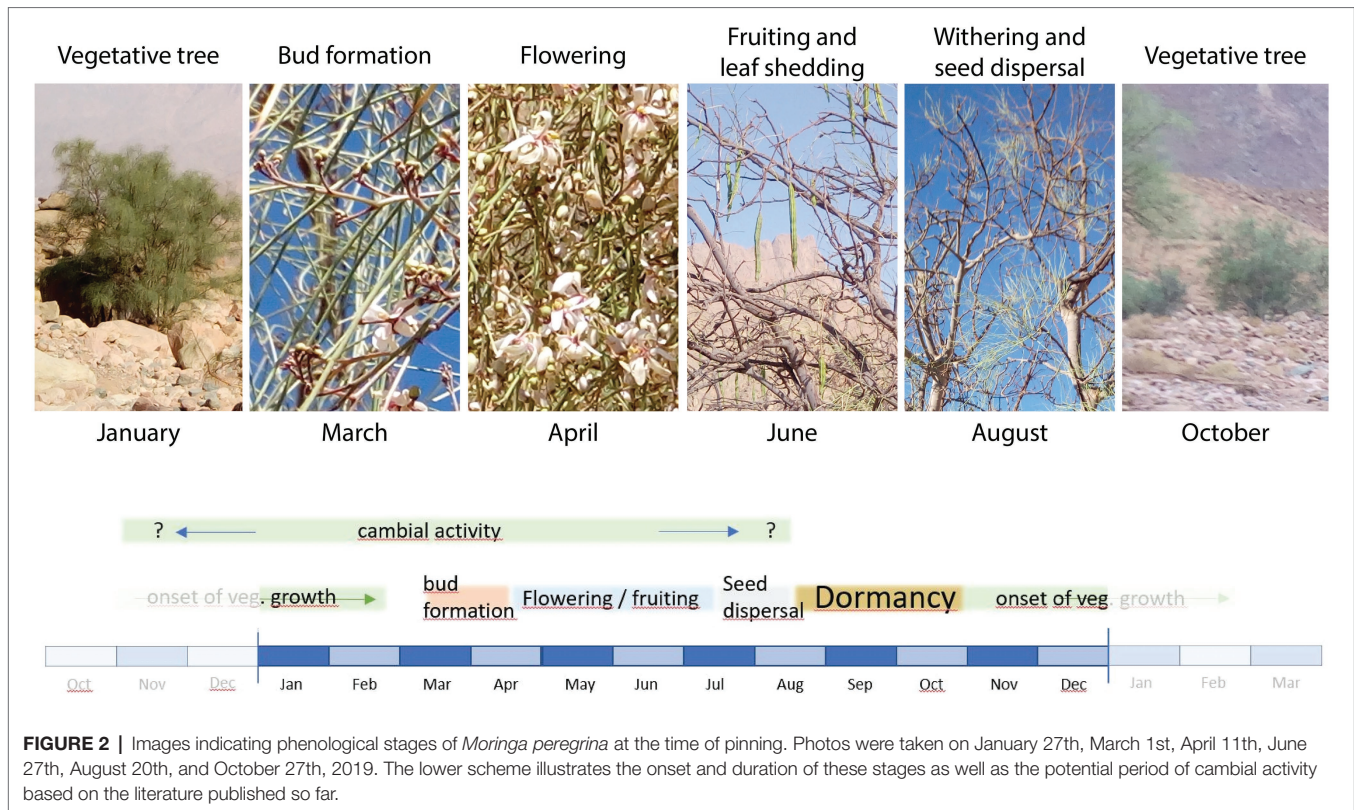 Vegetative tree
Bud formation
Flowering
Fruiting and
leaf shedding
Withering and
seed dispersal
Vegetative tree
January
March
April
June
August
October
? cambial activity ?
onset of veg. growth
bud
formation
Flowering / fruiting
Seed
dispersal
Dormancy
onset of veg. growth
Oct Nov Dec Jan Feb Mar Apr May Jun Jul Aug Sep Oct Nov Dec Jan Feb Mar
FIGURE 2 | Images indicating phenological stages of Moringa peregrina at the time of pinning. Photos were taken on January 27th, March 1st, April 11th, June
27th, August 20th, and October 27th, 2019. The lower scheme illustrates the onset and duration of these stages as well as the potential period of cambial activity
based on the literature published so far.